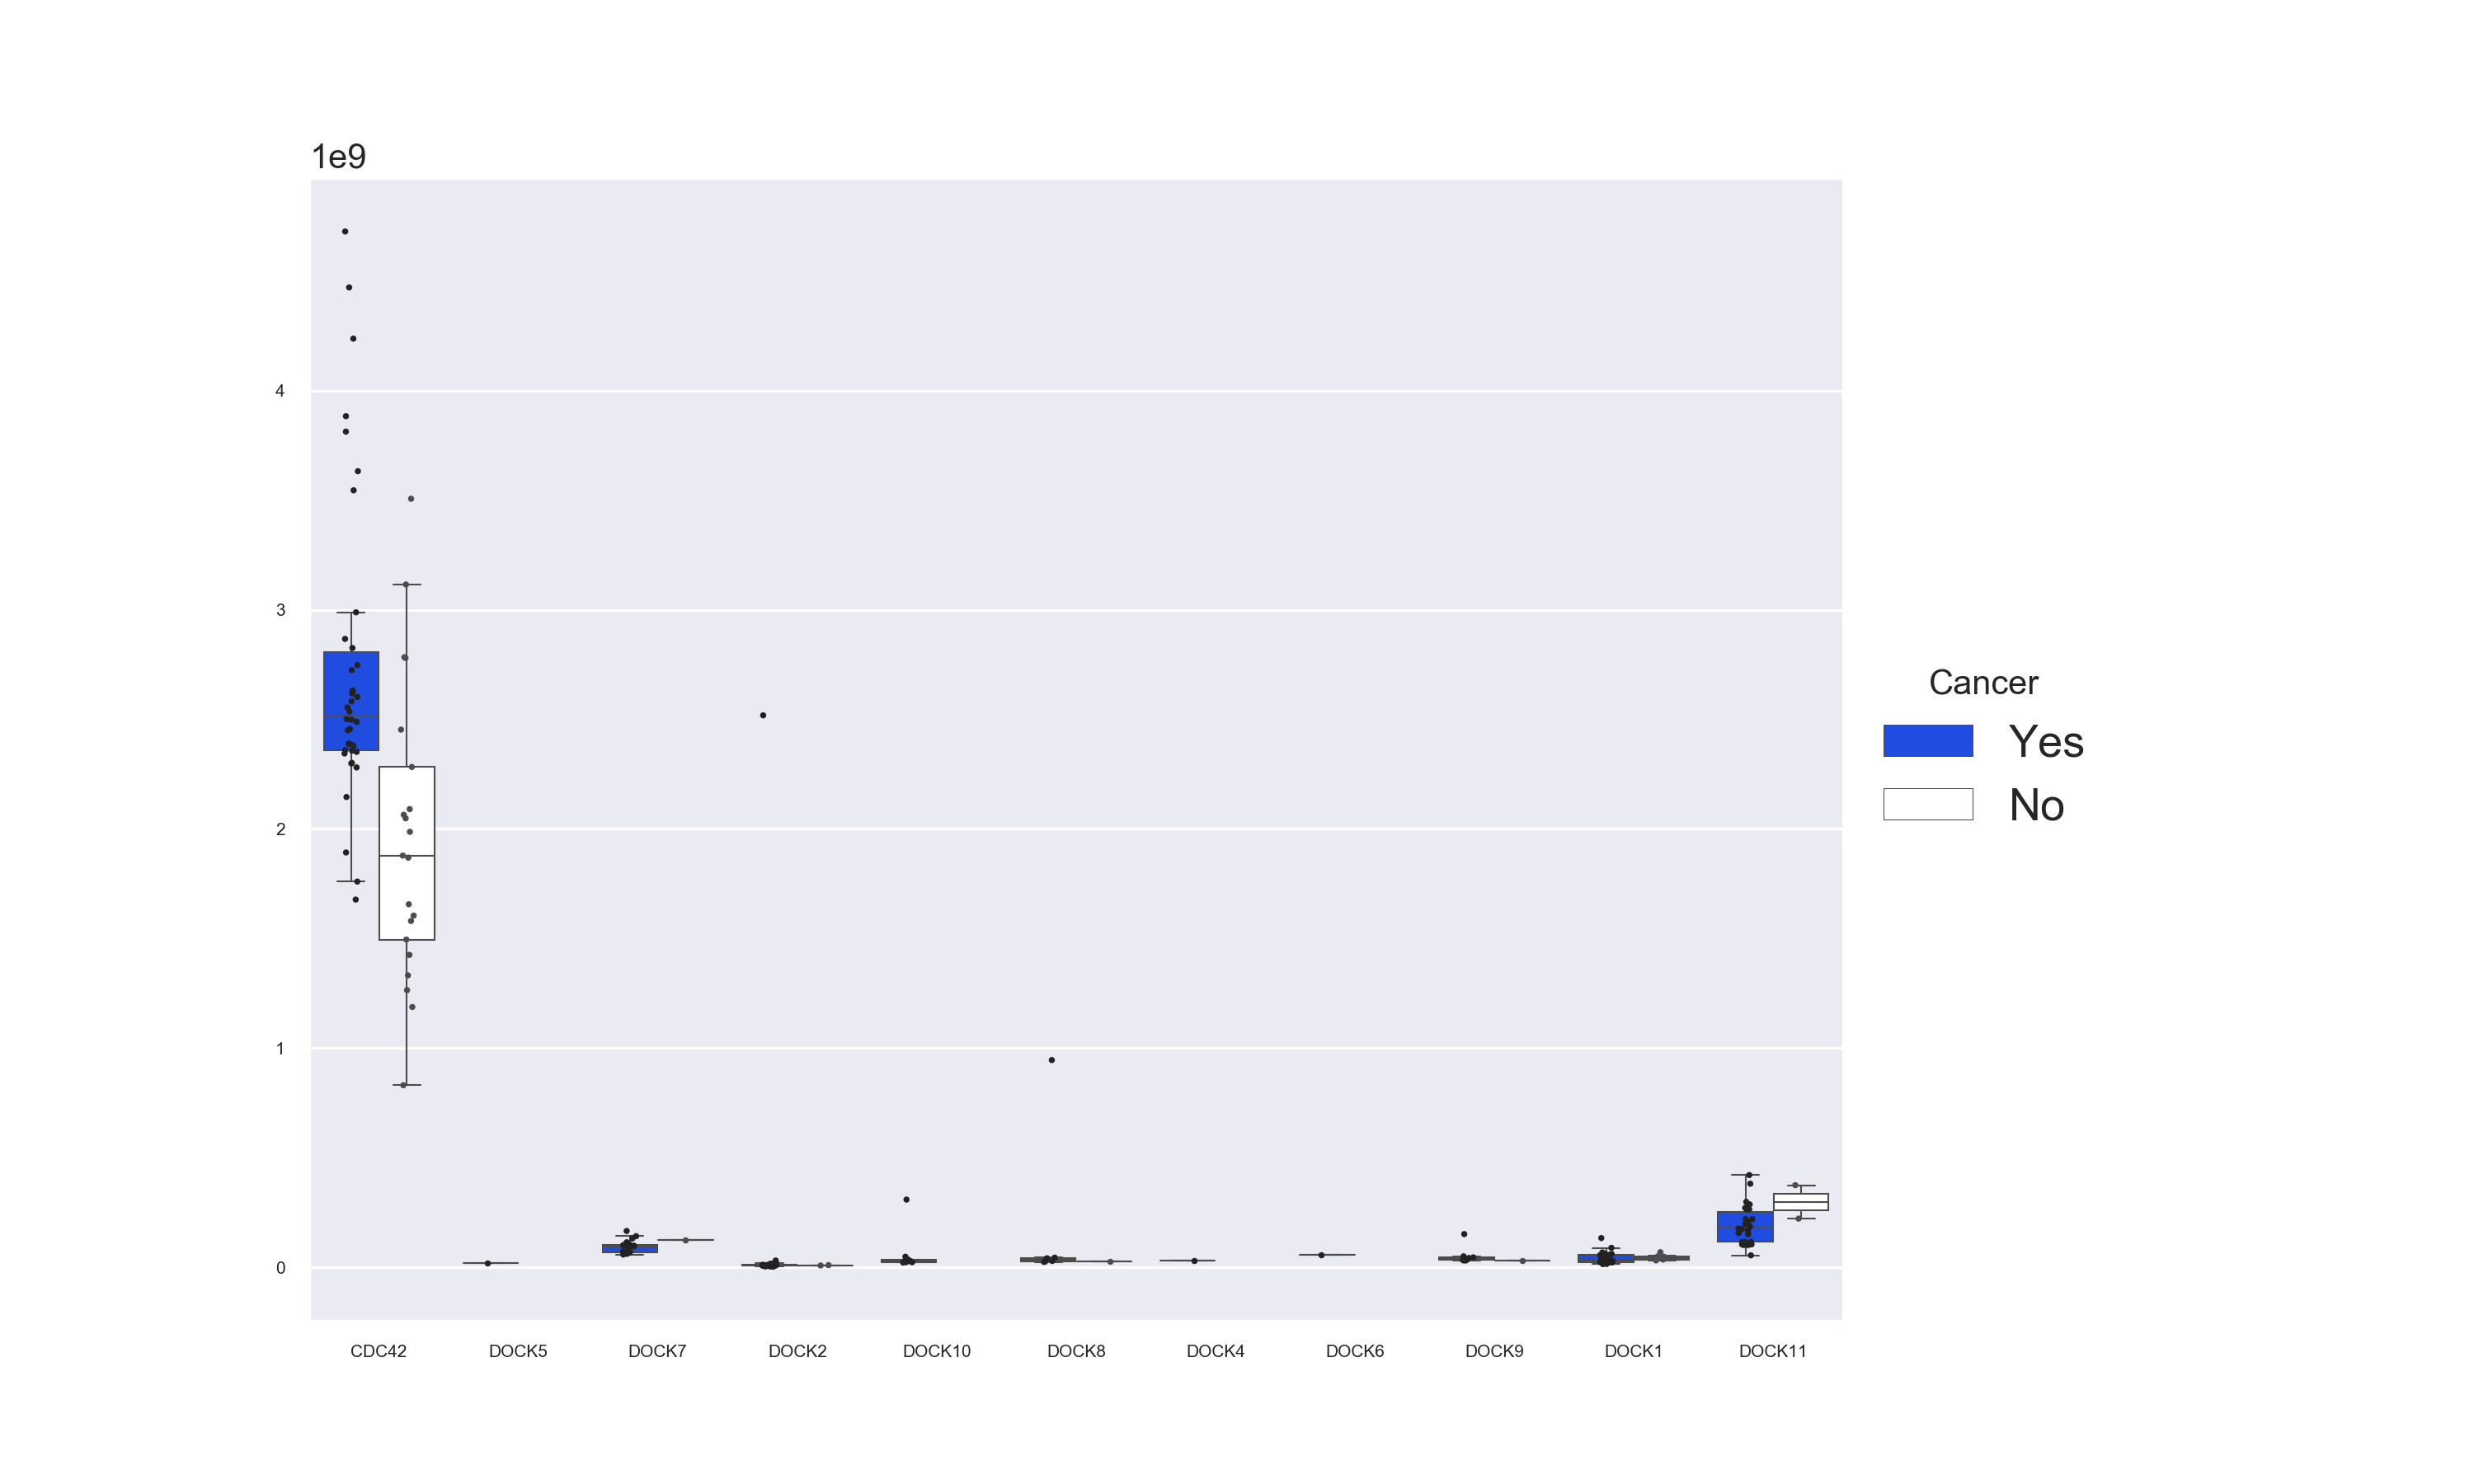 1e9
4
3
2
1
0
CDC42 DOCK5 DOCK7 DOCK2 DOCK10 DOCK8 DOCK4 DOCK6 DOCK9 DOCK1 DOCK11
Cancer
Yes
No